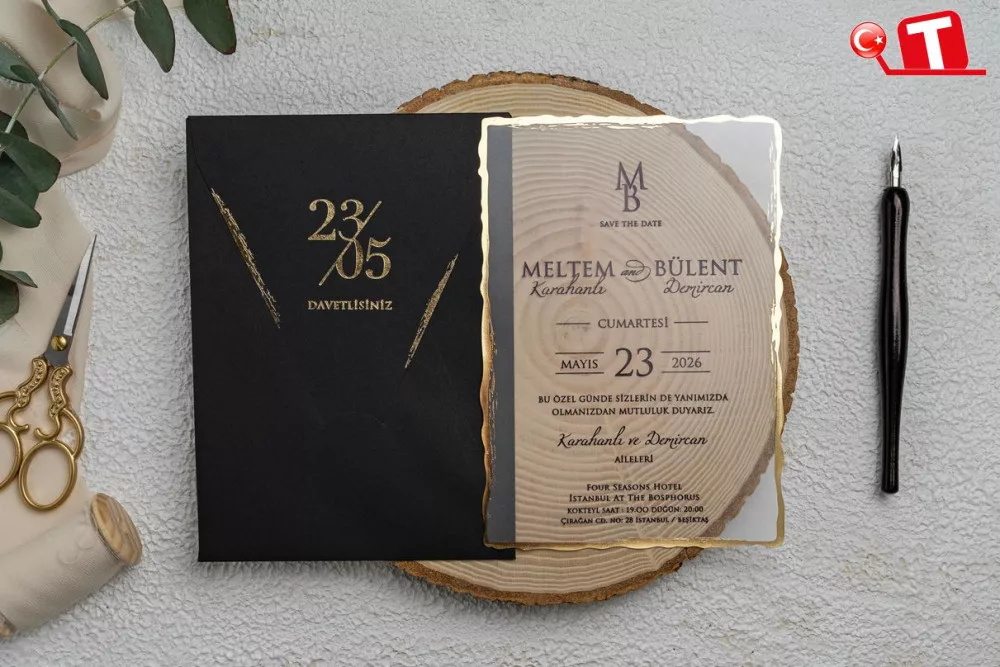 23/
/05
DAVETLİSİNİZ
MB
SAVE THE DATE
MELTEM and BÜLENT
Karahanlı Demircan
CUMARTESİ
MAYIS 23 2026
BU ÖZEL GÜNDE SİZLERİN DE YANIMIZDA
OLMANIZDAN MUTLULUK DUYARIZ.
Karahanlı ve Demircan
AİLELERİ
FOUR SEASONS HOTEL
İSTANBUL AT THE BOSPHORUS
KOKTEYL SAAT : 19:00 DÜĞÜN: 20:00
ÇIRAĞAN CD. NO: 28 İSTANBUL / BEŞİKTAŞ
T